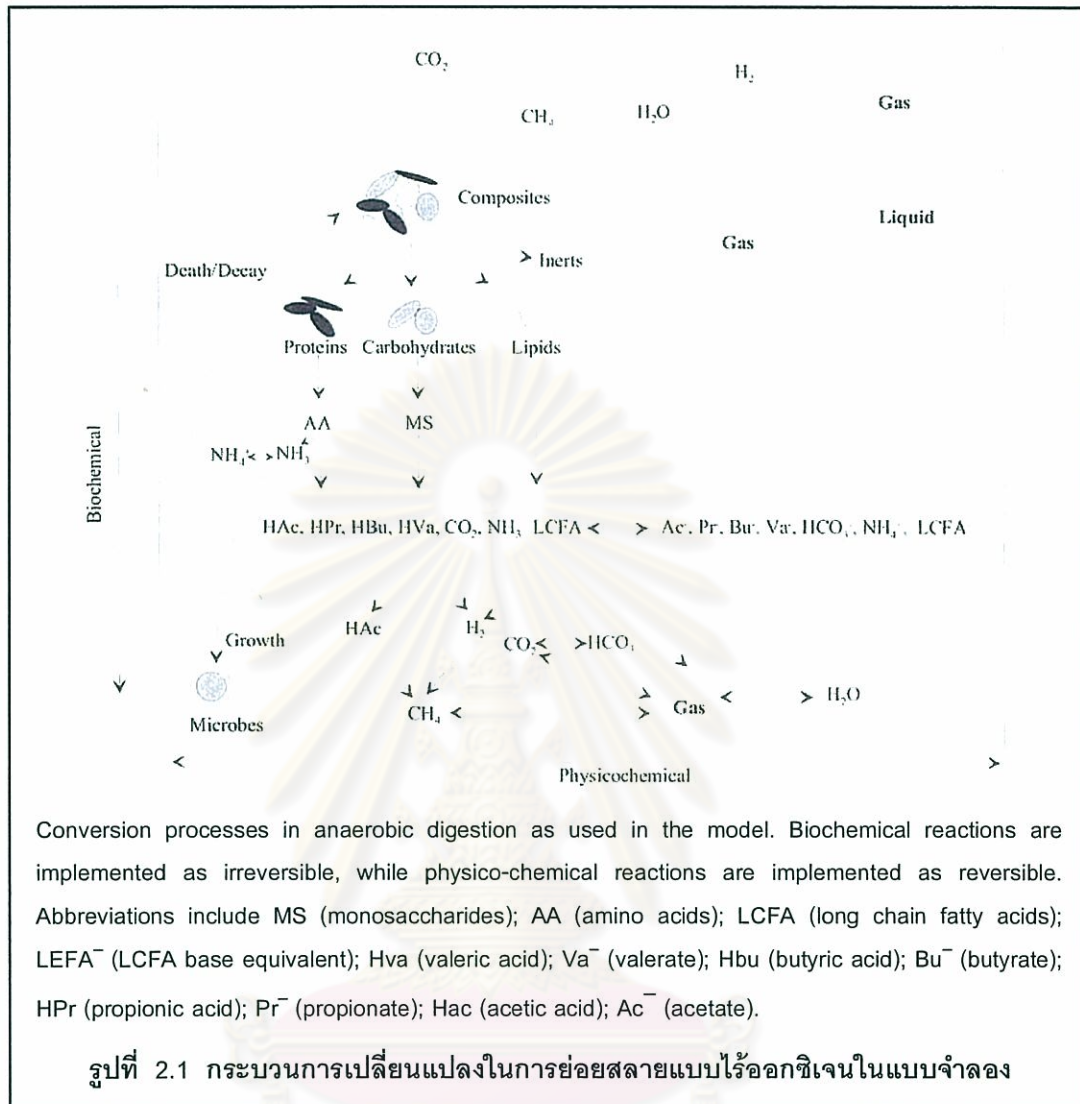 CO₂
H₂
Gas
CH₄ H₂O
Composites
Liquid
Gas
Inerts
Death/Decay
Proteins Carbohydrates Lipids
AA MS
NH₄ NH₃
Biochemical
HAc, HPr, HBu, HVa, CO₂, NH₃ LCFA Ac⁻, Pr⁻, Bu⁻, Va⁻, HCO₃⁻, NH₄⁻, LCFA
HAc H₂
Growth CO₂ HCO₃
CH₄ Gas H₂O
Microbes
Physicochemical
Conversion processes in anaerobic digestion as used in the model. Biochemical reactions are
implemented as irreversible, while physico-chemical reactions are implemented as reversible.
Abbreviations include MS (monosaccharides); AA (amino acids); LCFA (long chain fatty acids);
LEFA⁻ (LCFA base equivalent); Hva (valeric acid); Va⁻ (valerate); Hbu (butyric acid); Bu⁻ (butyrate);
HPr (propionic acid); Pr⁻ (propionate); Hac (acetic acid); Ac⁻ (acetate).
รูปที่ 2.1 กระบวนการเปลี่ยนแปลงในการย่อยสลายแบบไร้ออกซิเจนในแบบจำลอง